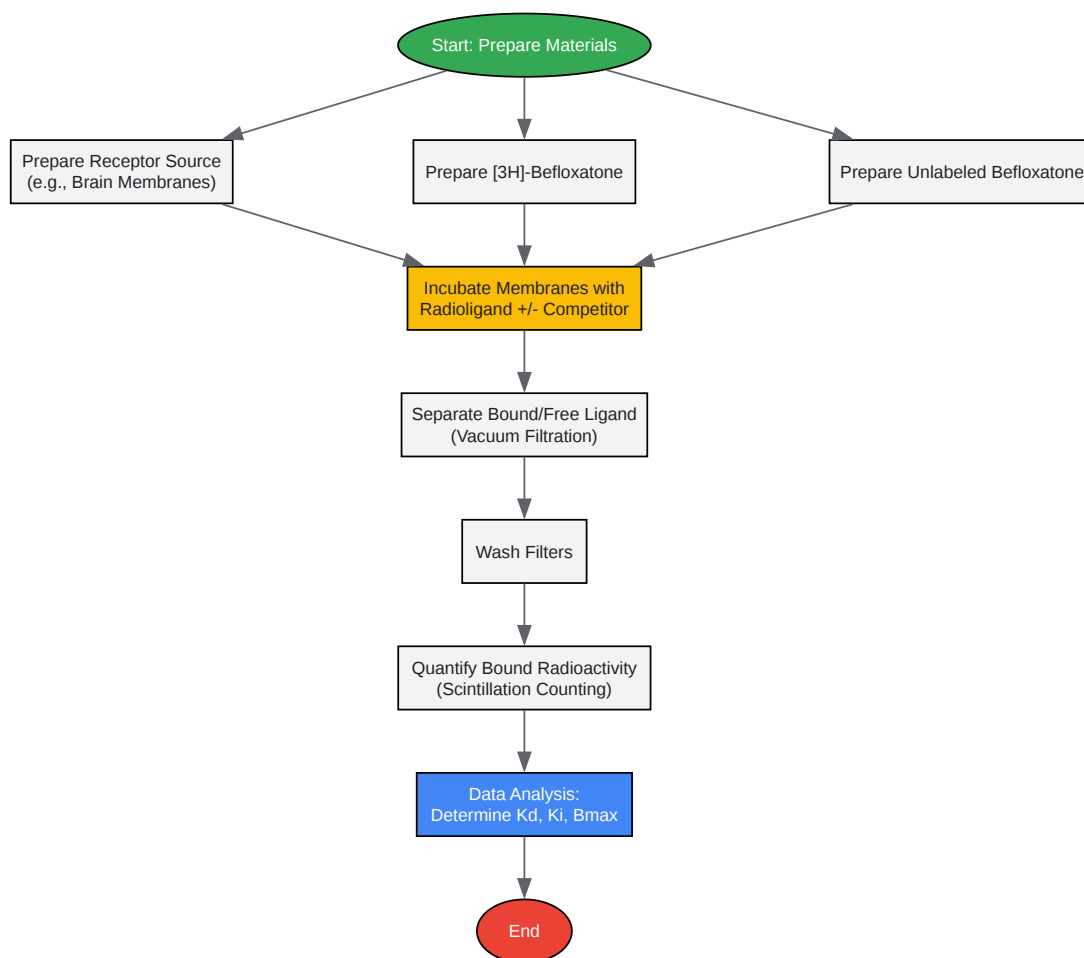 Start: Prepare Materials
Prepare Receptor Source
(e.g., Brain Membranes)
Prepare [3H]-Befloxatone
Prepare Unlabeled Befloxatone
Incubate Membranes with
Radioligand +/- Competitor
Separate Bound/Free Ligand
(Vacuum Filtration)
Wash Filters
Quantify Bound Radioactivity
(Scintillation Counting)
Data Analysis:
Determine Kd, Ki, Bmax
End